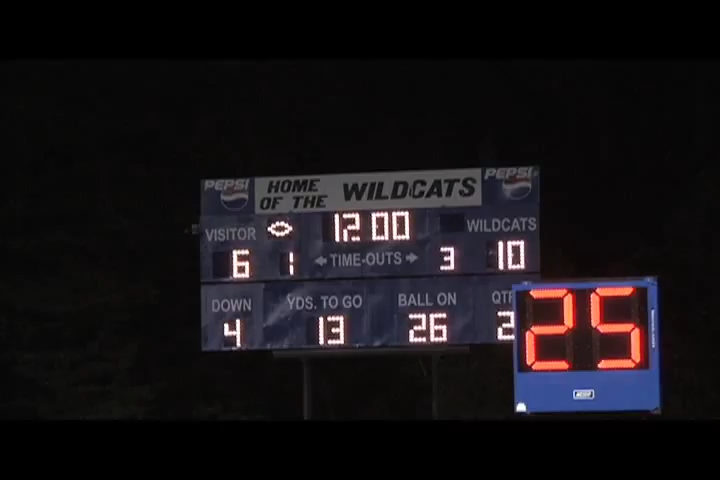 PEPSI HOME OF THE WILDCATS PEPSI
VISITOR 12 00 WILDCATS
6 1 TIME-OUTS 3 10
DOWN YDS. TO GO BALL ON QTR
4 13 26 2
25